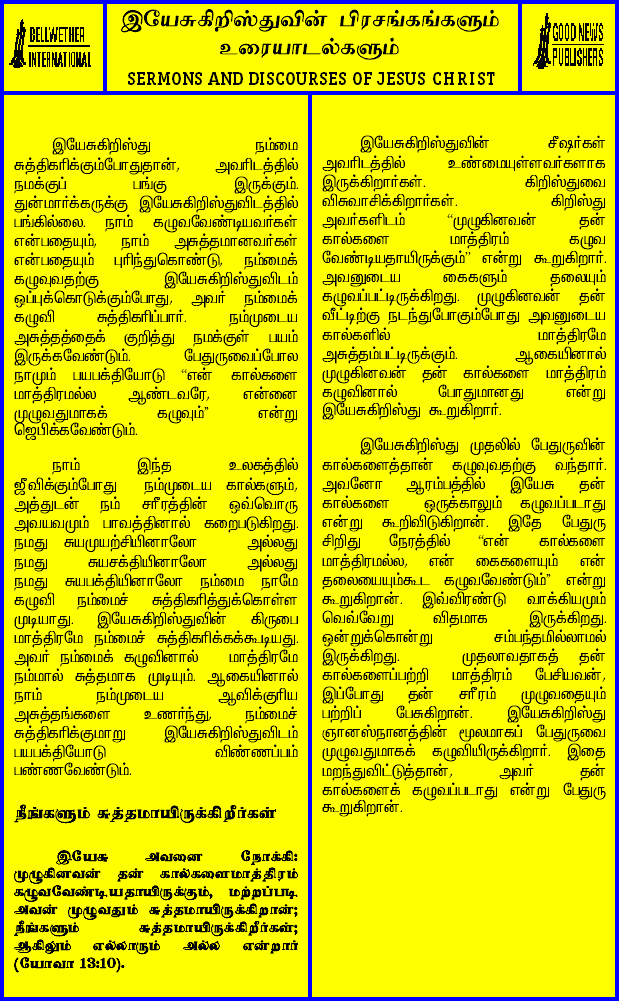 BELLWETHER
INTERNATIONAL
இயேசுகிறிஸ்துவின் பிரசங்கங்களும்
உரையாடல்களும்
SERMONS AND DISCOURSES OF JESUS CHRIST
GOOD NEWS
PUBLISHERS
இயேசுகிறிஸ்து நம்மை
சுத்திகரிக்கும்போதுதான், அவரிடத்தில்
நமக்குப் பங்கு இருக்கும்.
துன்மார்க்கருக்கு இயேசுகிறிஸ்துவிடத்தில்
பங்கில்லை. நாம் கழுவவேண்டியவர்கள்
என்பதையும், நாம் அசுத்தமானவர்கள்
என்பதையும் புரிந்துகொண்டு, நம்மைக்
கழுவுவதற்கு இயேசுகிறிஸ்துவிடம்
ஒப்புக்கொடுக்கும்போது, அவர் நம்மைக்
கழுவி சுத்திகரிப்பார். நம்முடைய
அசுத்தத்தைக் குறித்து நமக்குள் பயம்
இருக்கவேண்டும். பேதுருவைப்போல
நாமும் பயபக்தியோடு “என் கால்களை
மாத்திரமல்ல ஆண்டவரே, என்னை
முழுவதுமாகக் கழுவும்” என்று
ஜெபிக்கவேண்டும்.
நாம் இந்த உலகத்தில்
ஜீவிக்கும்போது நம்முடைய கால்களும்,
அத்துடன் நம் சரீரத்தின் ஒவ்வொரு
அவயவமும் பாவத்தினால் கறைபடுகிறது.
நமது சுயமுயற்சியினாலோ அல்லது
நமது சுயசக்தியினாலோ அல்லது
நமது சுயபக்தியினாலோ நம்மை நாமே
கழுவி நம்மைச் சுத்திகரித்துக்கொள்ள
முடியாது. இயேசுகிறிஸ்துவின் கிருபை
மாத்திரமே நம்மைச் சுத்திகரிக்கக்கூடியது.
அவர் நம்மைக் கழுவினால் மாத்திரமே
நம்மால் சுத்தமாக முடியும். ஆகையினால்
நாம் நம்முடைய ஆவிக்குரிய
அசுத்தங்களை உணர்ந்து, நம்மைச்
சுத்திகரிக்குமாறு இயேசுகிறிஸ்துவிடம்
பயபக்தியோடு விண்ணப்பம்
பண்ணவேண்டும்.
நீங்களும் சுத்தமாயிருக்கிறீர்கள்
இயேசு அவனை நோக்கி:
முழுகினவன் தன் கால்களைமாத்திரம்
கழுவவேண்டியதாயிருக்கும், மற்றப்படி
அவன் முழுவதும் சுத்தமாயிருக்கிறான்;
நீங்களும் சுத்தமாயிருக்கிறீர்கள்;
ஆகிலும் எல்லாரும் அல்ல என்றார்
(யோவா 13:10).
இயேசுகிறிஸ்துவின் சீஷர்கள்
அவரிடத்தில் உண்மையுள்ளவர்களாக
இருக்கிறார்கள். கிறிஸ்துவை
விசுவாசிக்கிறார்கள். கிறிஸ்து
அவர்களிடம் “முழுகினவன் தன்
கால்களை மாத்திரம் கழுவ
வேண்டியதாயிருக்கும்” என்று கூறுகிறார்.
அவனுடைய கைகளும் தலையும்
கழுவப்பட்டிருக்கிறது. முழுகினவன் தன்
வீட்டிற்கு நடந்துபோகும்போது அவனுடைய
கால்களில் மாத்திரமே
அசுத்தம்பட்டிருக்கும். ஆகையினால்
முழுகினவன் தன் கால்களை மாத்திரம்
கழுவினால் போதுமானது என்று
இயேசுகிறிஸ்து கூறுகிறார்.
இயேசுகிறிஸ்து முதலில் பேதுருவின்
கால்களைத்தான் கழுவுவதற்கு வந்தார்.
அவனோ ஆரம்பத்தில் இயேசு தன்
கால்களை ஒருக்காலும் கழுவப்படாது
என்று கூறிவிடுகிறான். இதே பேதுரு
சிறிது நேரத்தில் “என் கால்களை
மாத்திரமல்ல, என் கைகளையும் என்
தலையையும்கூட கழுவவேண்டும்” என்று
கூறுகிறான். இவ்விரண்டு வாக்கியமும்
வெவ்வேறு விதமாக இருக்கிறது.
ஒன்றுக்கொன்று சம்பந்தமில்லாமல்
இருக்கிறது. முதலாவதாகத் தன்
கால்களைப்பற்றி மாத்திரம் பேசியவன்,
இப்போது தன் சரீரம் முழுவதையும்
பற்றிப் பேசுகிறான். இயேசுகிறிஸ்து
ஞானஸ்நானத்தின் மூலமாகப் பேதுருவை
முழுவதுமாகக் கழுவியிருக்கிறார். இதை
மறந்துவிட்டுத்தான், அவர் தன்
கால்களைக் கழுவப்படாது என்று பேதுரு
கூறுகிறான்.